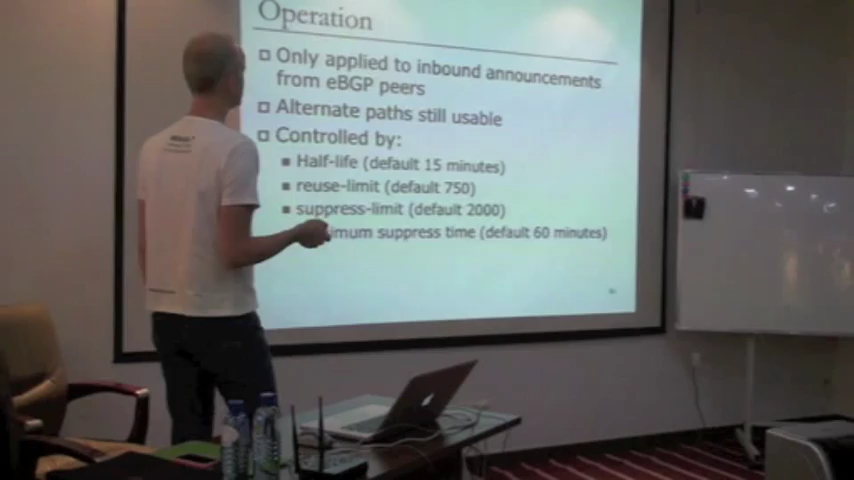 Operation
Only applied to inbound announcements
from eBGP peers
Alternate paths still usable
Controlled by:
Half-life (default 15 minutes)
reuse-limit (default 750)
suppress-limit (default 2000)
imum suppress time (default 60 minutes)